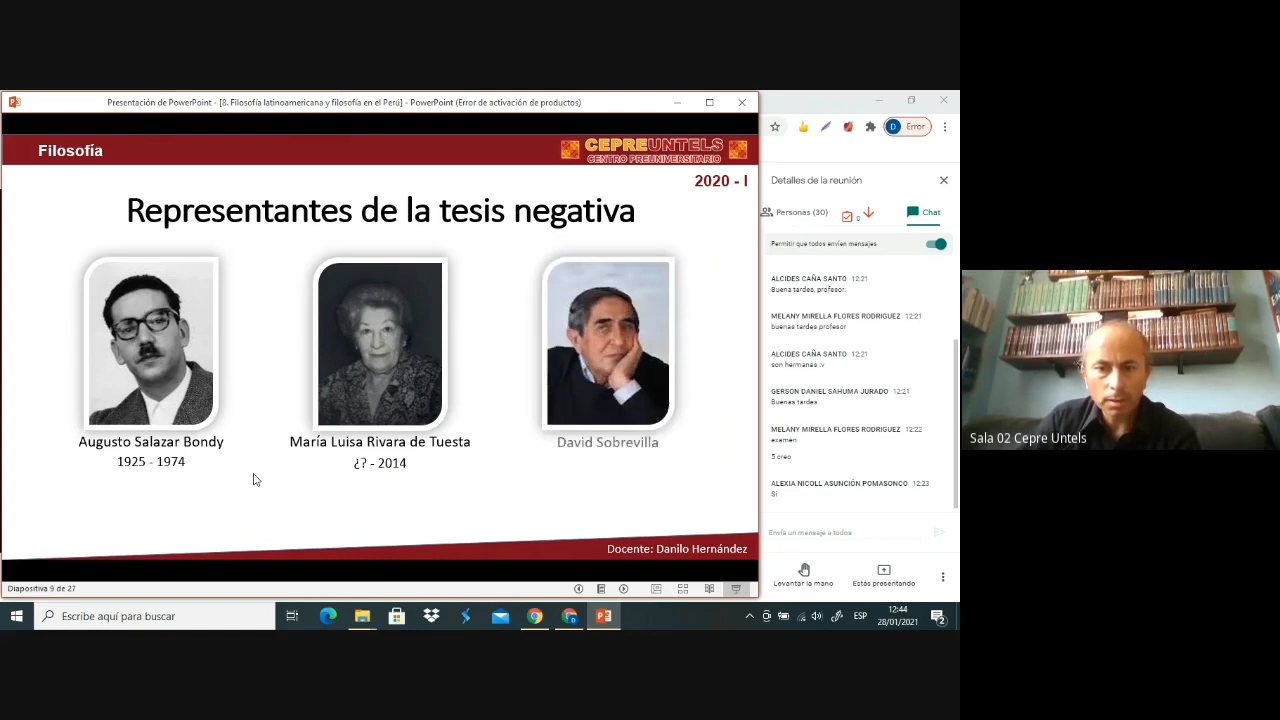 Presentación de PowerPoint - [8. Filosofía latinoamericana y filosofía en el Perú] - PowerPoint (Error de activación de productos)
Filosofía
CEPREUNTELS
CENTRO PREUNIVERSITARIO
2020 - I
Representantes de la tesis negativa
Augusto Salazar Bondy
1925 - 1974
María Luisa Rivara de Tuesta
¿? - 2014
David Sobrevilla
Docente: Danilo Hernández
Diapositiva 9 de 27
D Error
Detalles de la reunión
Personas (30)
0
Chat
Permitir que todos envíen mensajes
ALCIDES CAÑA SANTO 12:21
Buena tardes, profesor.
MELANY MIRELLA FLORES RODRIGUEZ 12:21
buenas tardes profesor
ALCIDES CAÑA SANTO 12:21
son hermanas :v
GERSON DANIEL SAHUMA JURADO 12:21
Buenas tardes
MELANY MIRELLA FLORES RODRIGUEZ 12:22
examen
5 creo
ALEXIA NICOLL ASUNCIÓN POMASONCO 12:23
Si
Envía un mensaje a todos
Levantar la mano
Estás presentando
Sala 02 Cepre Untels
Escribe aquí para buscar
ESP
12:44
28/01/2021
2